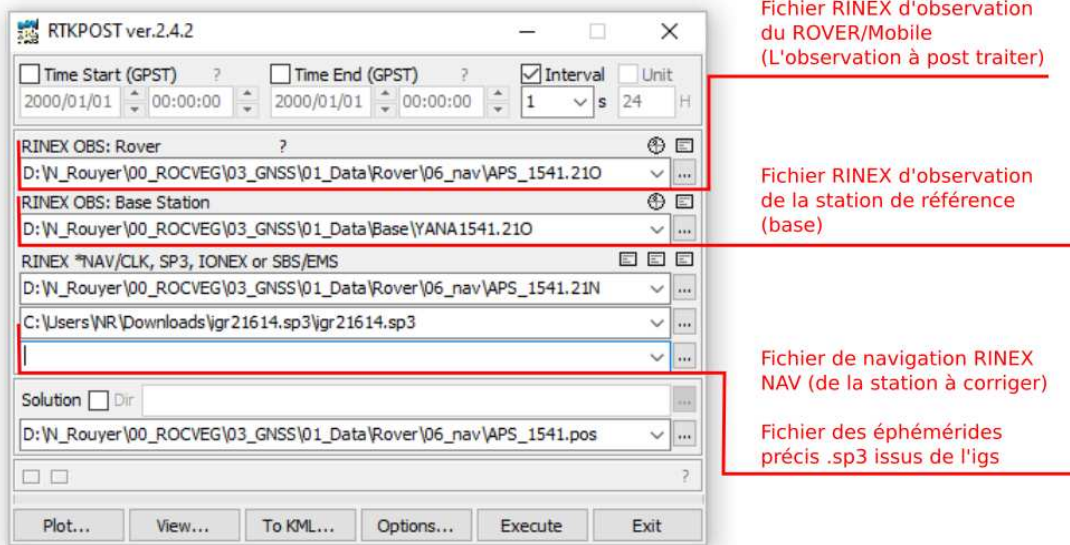 RTKPOST ver.2.4.2
Time Start (GPST) ? Time End (GPST) ? Interval Unit
2000/01/01 00:00:00 2000/01/01 00:00:00 1 s 24 H
RINEX OBS: Rover ?
D:\N_Rouyer\00_ROCVEG\03_GNSS\01_Data\Rover\06_nav\APS_1541.21O ...
RINEX OBS: Base Station
D:\N_Rouyer\00_ROCVEG\03_GNSS\01_Data\Base\YANA1541.21O ...
RINEX *NAV/CLK, SP3, IONEX or SBS/EMS
D:\N_Rouyer\00_ROCVEG\03_GNSS\01_Data\Rover\06_nav\APS_1541.21N ...
C:\Users\NR\Downloads\igr21614.sp3\igr21614.sp3 ...
...
Solution Dir ...
D:\N_Rouyer\00_ROCVEG\03_GNSS\01_Data\Rover\06_nav\APS_1541.pos ...
?
Plot... View... To KML... Options... Execute Exit
Fichier RINEX d'observation
du ROVER/Mobile
(L'observation à post traiter)
Fichier RINEX d'observation
de la station de référence
(base)
Fichier de navigation RINEX
NAV (de la station à corriger)
Fichier des éphémérides
précis .sp3 issus de l'igs